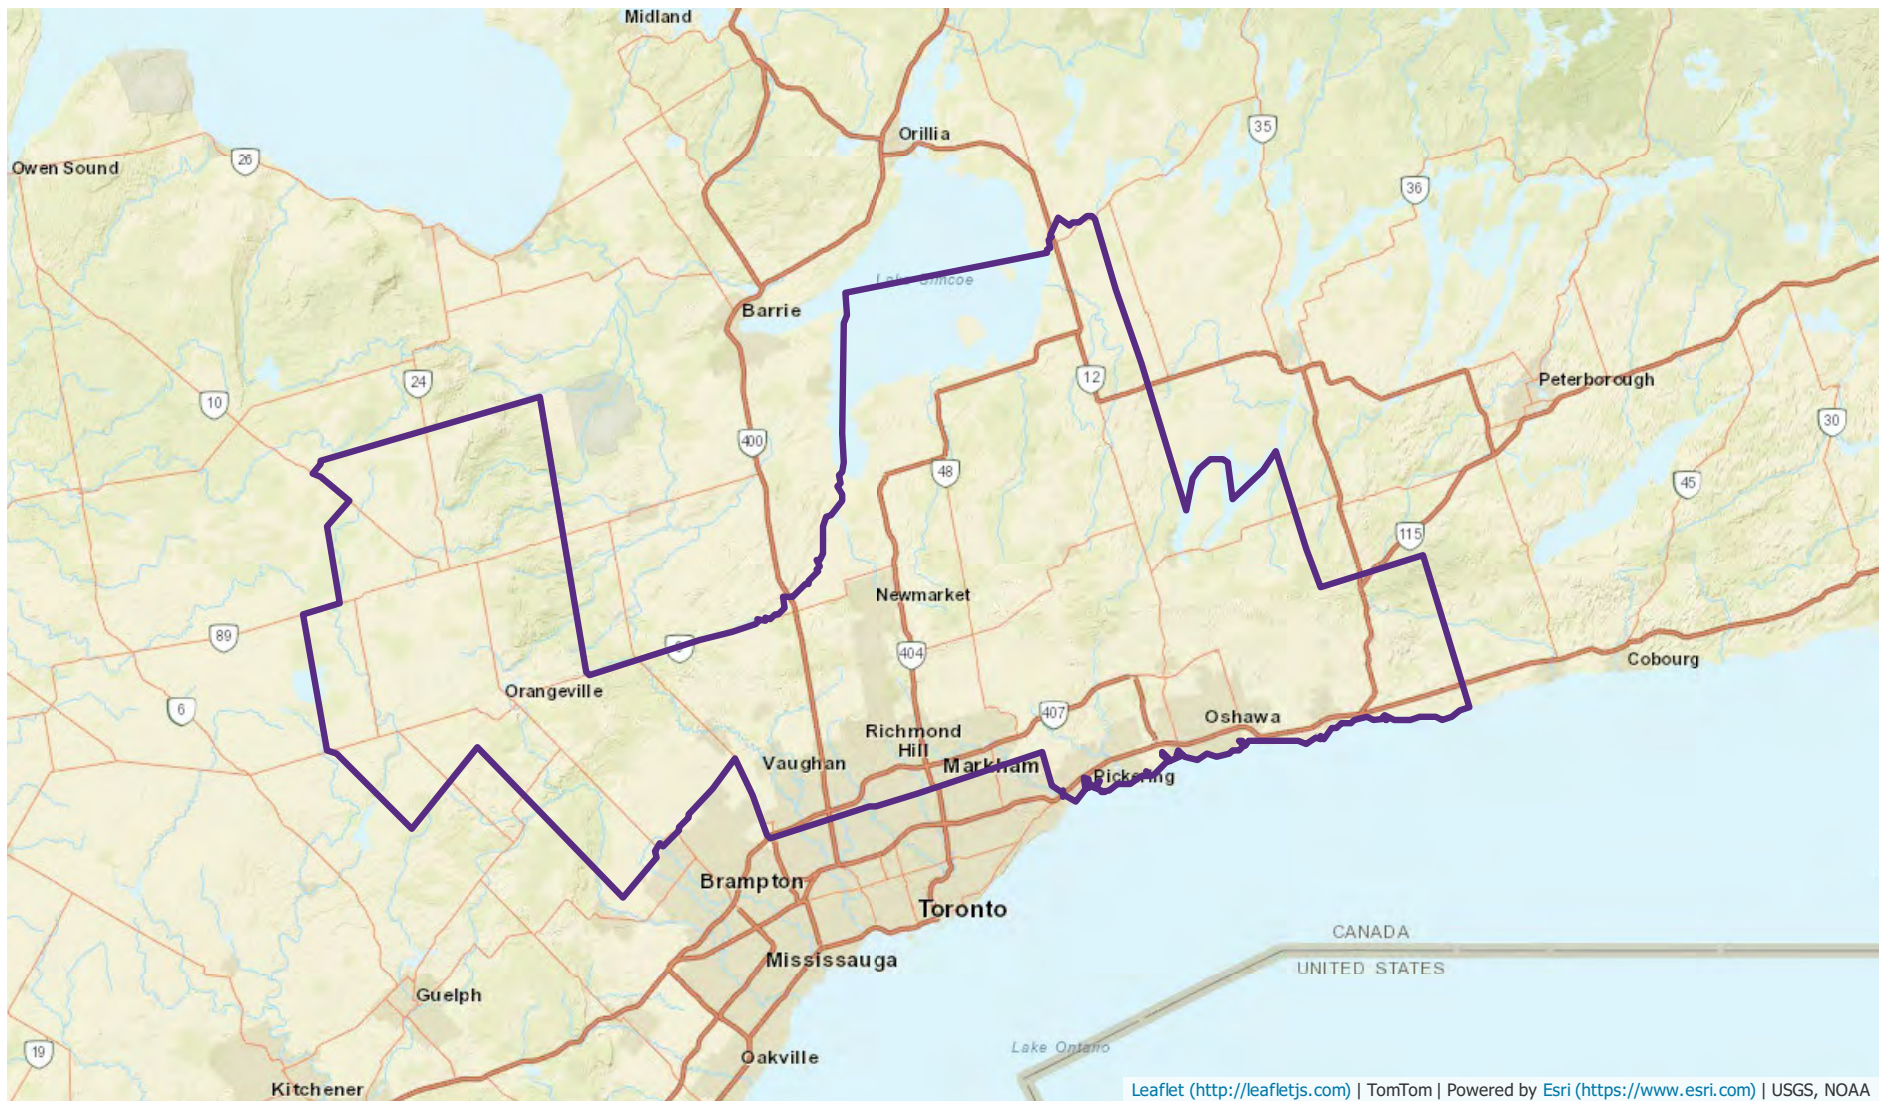 Midland
Orillia
35
Owen Sound
26
36
Lake Simcoe
Barrie
24
12
Peterborough
10
30
400
48
45
115
Newmarket
89
9
404
Cobourg
Orangeville
6
407
Oshawa
Richmond
Hill
Vaughan
Markham
Pickering
Brampton
Toronto
CANADA
UNITED STATES
Mississauga
Guelph
Lake Ontario
19
Oakville
Kitchener
Leaflet (http://leafletjs.com) | TomTom | Powered by Esri (https://www.esri.com) | USGS, NOAA